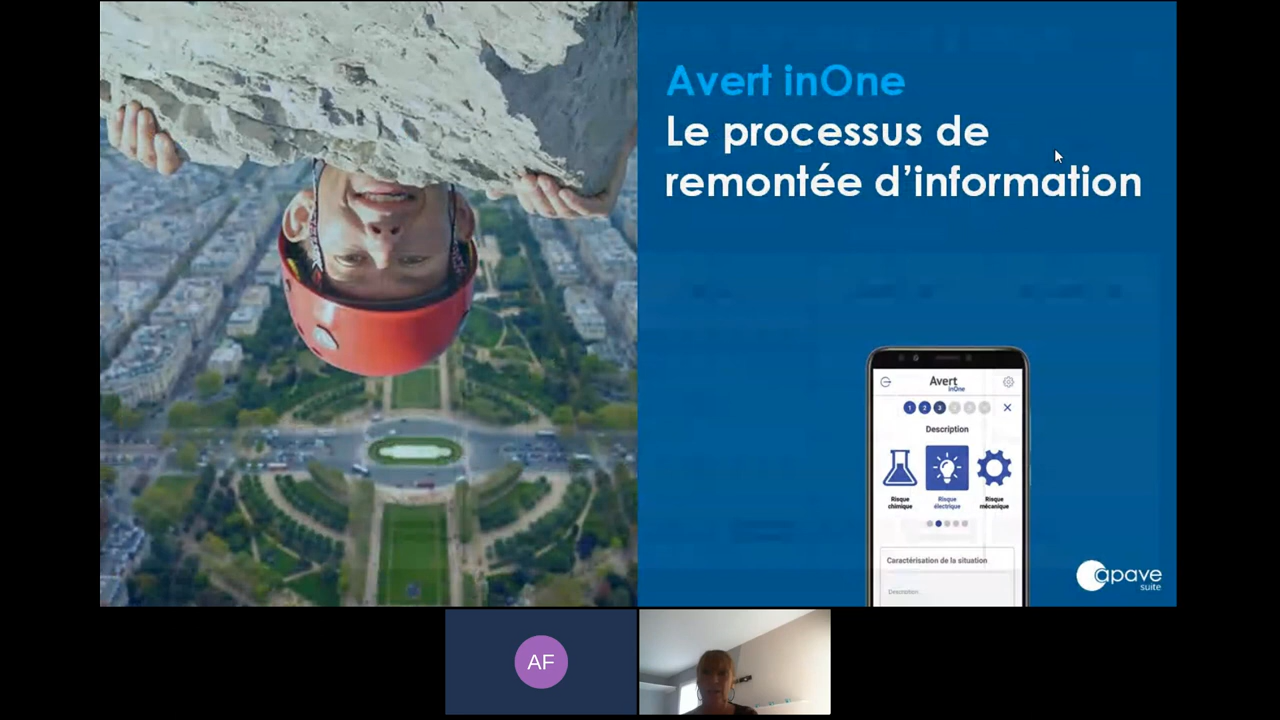 Avert inOne
Le processus de
remontée d'information
Avert
inOne
1 2 3
Description
Risque
chimique
Risque
électrique
Risque
mécanique
Caractérisation de la situation
Description
apave
suite
AF